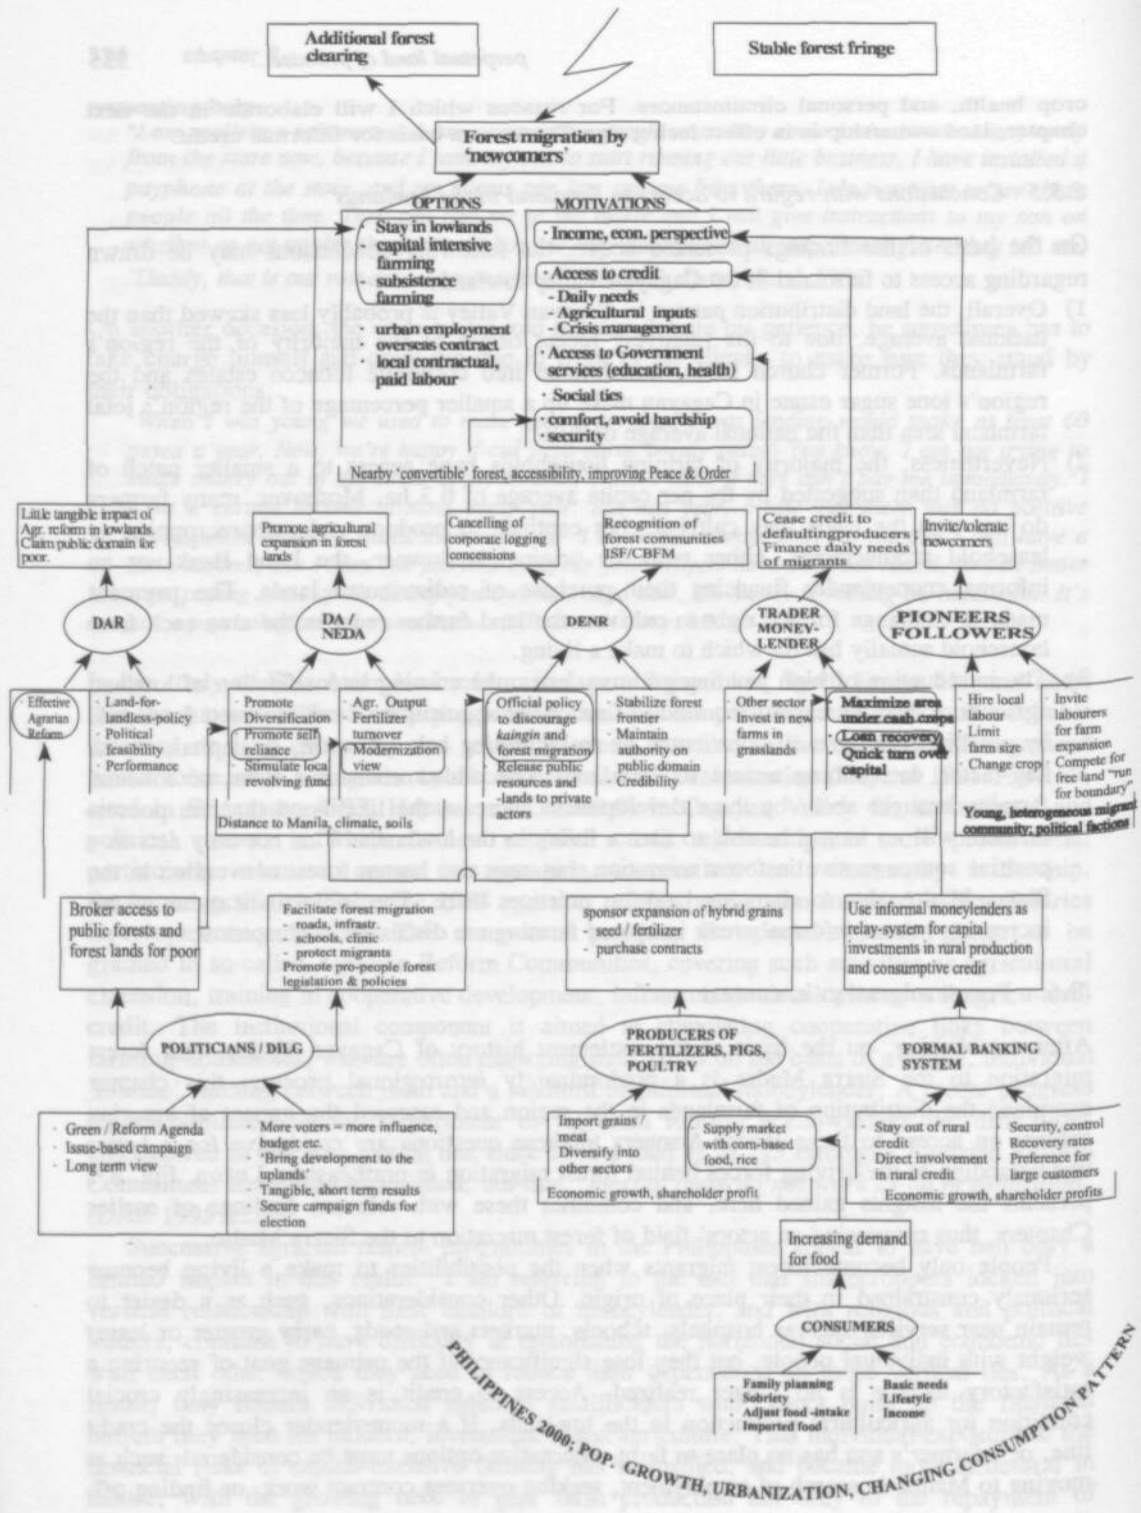 Additional forest
clearing
Stable forest fringe
Forest migration by
'newcomers'
OPTIONS
· Stay in lowlands
· capital intensive
farming
subsistence
farming
· urban employment
overseas contract
· local contractual,
paid labour
MOTIVATIONS
· Income, econ. perspective
· Access to credit
- Daily needs
- Agricultural inputs
- Crisis management
· Access to Government
services (education, health)
· Social ties
· comfort, avoid hardship
· security
Nearby 'convertible' forest, accessibility, improving Peace & Order
Little tangible impact of
Agr. reform in lowlands.
Claim public domain for
poor.
Promote agricultural
expansion in forest
lands
Cancelling of
corporate logging
concessions
Recognition of
forest communities
ISF/CBFM
Cease credit to
defaultingproducers
Finance daily needs
of migrants
Invite/tolerate
newcomers
DAR
DA/
NEDA
DENR
TRADER
MONEY-
LENDER
PIONEERS
FOLLOWERS
· Effective
Agrarian
Reform
· Land-for-
landless-policy
· Political
feasibility
· Performance
· Promote
Diversification
· Promote self
reliance
· Stimulate local
revolving fund
· Agr. Output
· Fertilizer
turnover
· Modernization
view
Distance to Manila, climate, soils
· Official policy
to discourage
kaingin and
forest migration
· Release public
resources and
-lands to private
actors
· Stabilize forest
frontier
· Maintain
authority on
public domain
· Credibility
· Other sector
· Invest in new
farms in
grasslands
· Maximize area
under cash crops
· Loan recovery
· Quick turn over
capital
· Hire local
labour
· Limit
farm size
· Change crop
· Invite
labourers
for farm
expansion
· Compete for
free land "run
for boundary"
Young, heterogeneous migrant
community; political factions
Broker access to
public forests and
forest lands for poor
Facilitate forest migration
- roads, infrastr.
- schools, clinic
- protect migrants
Promote pro-people forest
legislation & policies
sponsor expansion of hybrid grains
- seed / fertilizer
- purchase contracts
Use informal moneylenders as
relay-system for capital
investments in rural production
and consumptive credit
POLITICIANS / DILG
PRODUCERS OF
FERTILIZERS, PIGS,
POULTRY
FORMAL BANKING
SYSTEM
· Green / Reform Agenda
· Issue-based campaign
· Long term view
· More voters = more influence,
budget etc.
· 'Bring development to the
uplands'
· Tangible, short term results
· Secure campaign funds for
election
· Import grains /
meat
· Diversify into
other sectors
· Supply market
with corn-based
food, rice
Economic growth, shareholder profit
· Stay out of rural
credit
· Direct involvement
in rural credit
· Security, control
· Recovery rates
· Preference for
large customers
Economic growth, shareholder profits
Increasing demand
for food
CONSUMERS
· Family planning
· Sobriety
· Adjust food -intake
· Imported food
· Basic needs
· Lifestyle
· Income
PHILIPPINES 2000; POP. GROWTH, URBANIZATION, CHANGING CONSUMPTION PATTERN